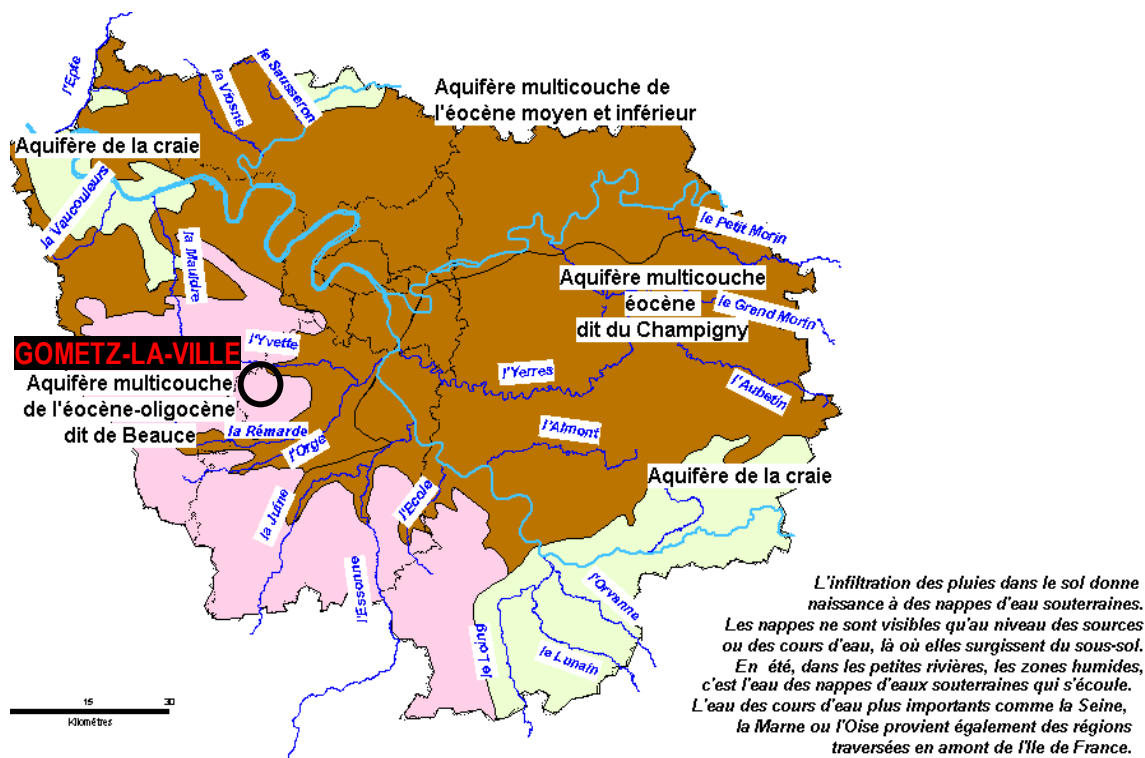 l'Epte
la Viosne
le Sausseron
Aquifère multicouche de
l'éocène moyen et inférieur
Aquifère de la craie
la Vaucouleurs
la Mauldre
le Petit Morin
Aquifère multicouche
éocène
dit du Champigny
le Grand Morin
GOMETZ-LA-VILLE
l'Yvette
Aquifère multicouche
de l'éocène-oligocène
dit de Beauce
l'Yerres
l'Aubetin
la Rémarde
l'Orge
l'Almont
Aquifère de la craie
la Juine
l'Ecole
l'Essonne
le Loing
le Lunain
l'Orvanne
L'infiltration des pluies dans le sol donne
naissance à des nappes d'eau souterraines.
Les nappes ne sont visibles qu'au niveau des sources
ou des cours d'eau, là où elles surgissent du sous-sol.
En été, dans les petites rivières, les zones humides,
c'est l'eau des nappes d'eaux souterraines qui s'écoule.
L'eau des cours d'eau plus importants comme la Seine,
la Marne ou l'Oise provient également des régions
traversées en amont de l'Ile de France.
15 30
Kilomètres